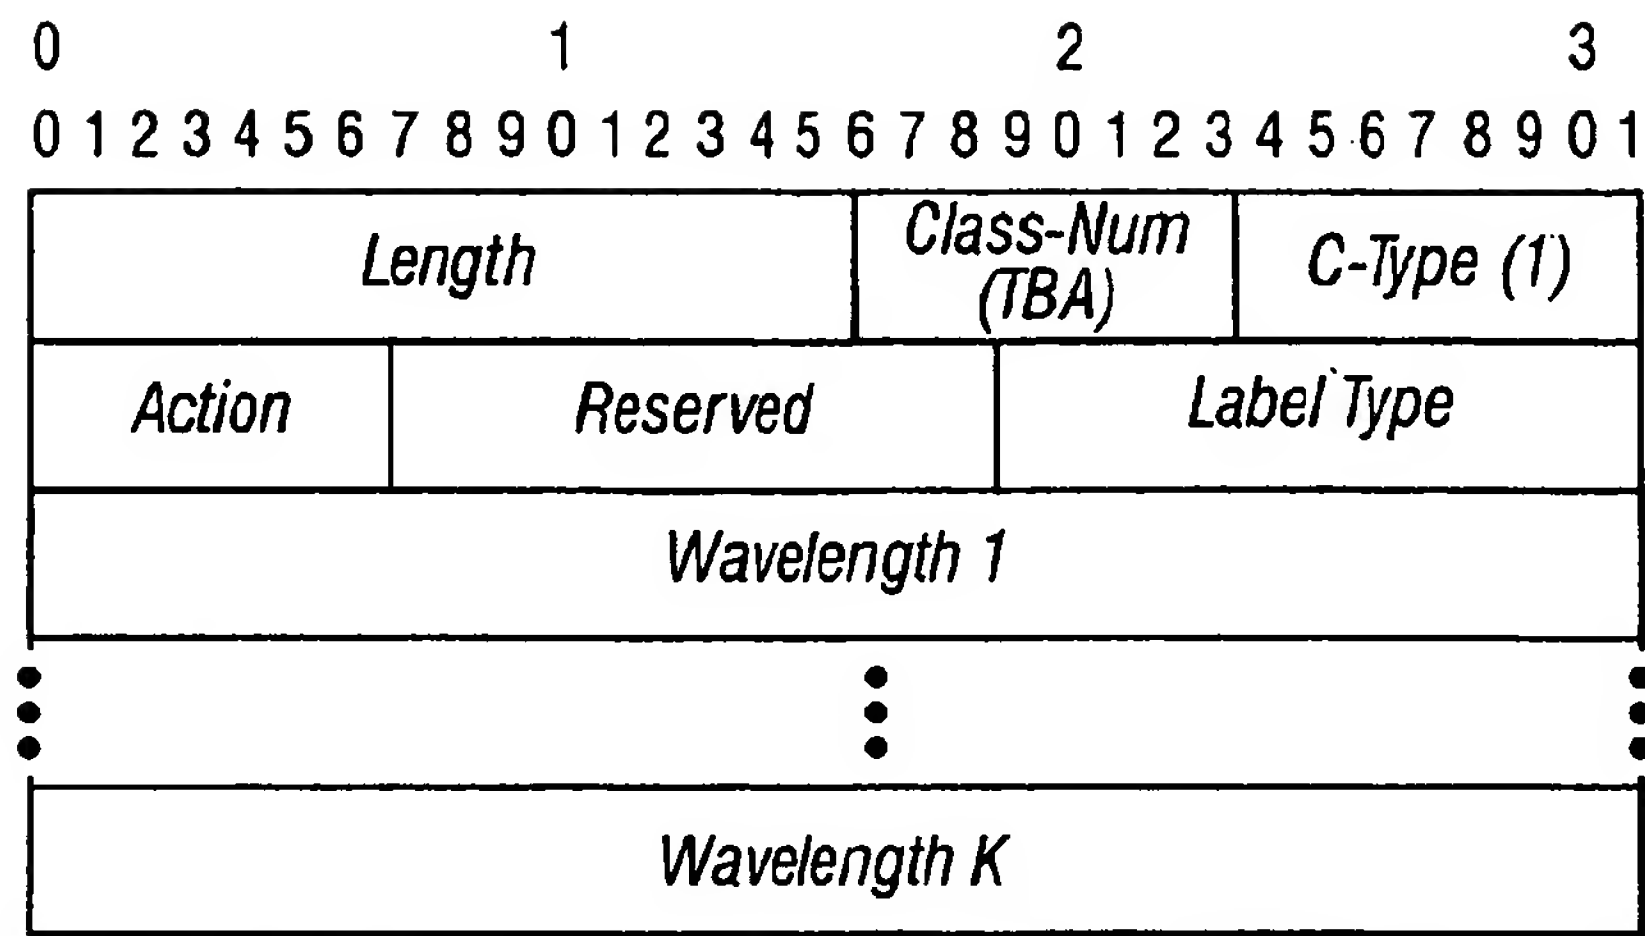 0 1 2 3
0 1 2 3 4 5 6 7 8 9 0 1 2 3 4 5 6 7 8 9 0 1 2 3 4 5 6 7 8 9 0 1
Length Class-Num (TBA) C-Type (1)
Action Reserved Label Type
Wavelength 1
Wavelength K